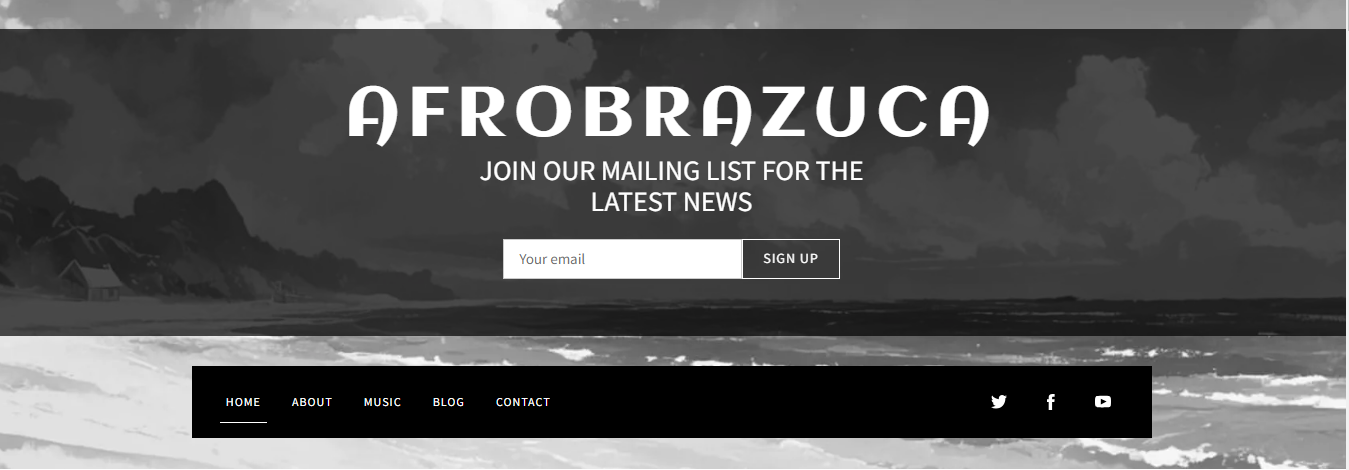 AFROBRAZUCA
JOIN OUR MAILING LIST FOR THE
LATEST NEWS
Your email SIGN UP
HOME ABOUT MUSIC BLOG CONTACT